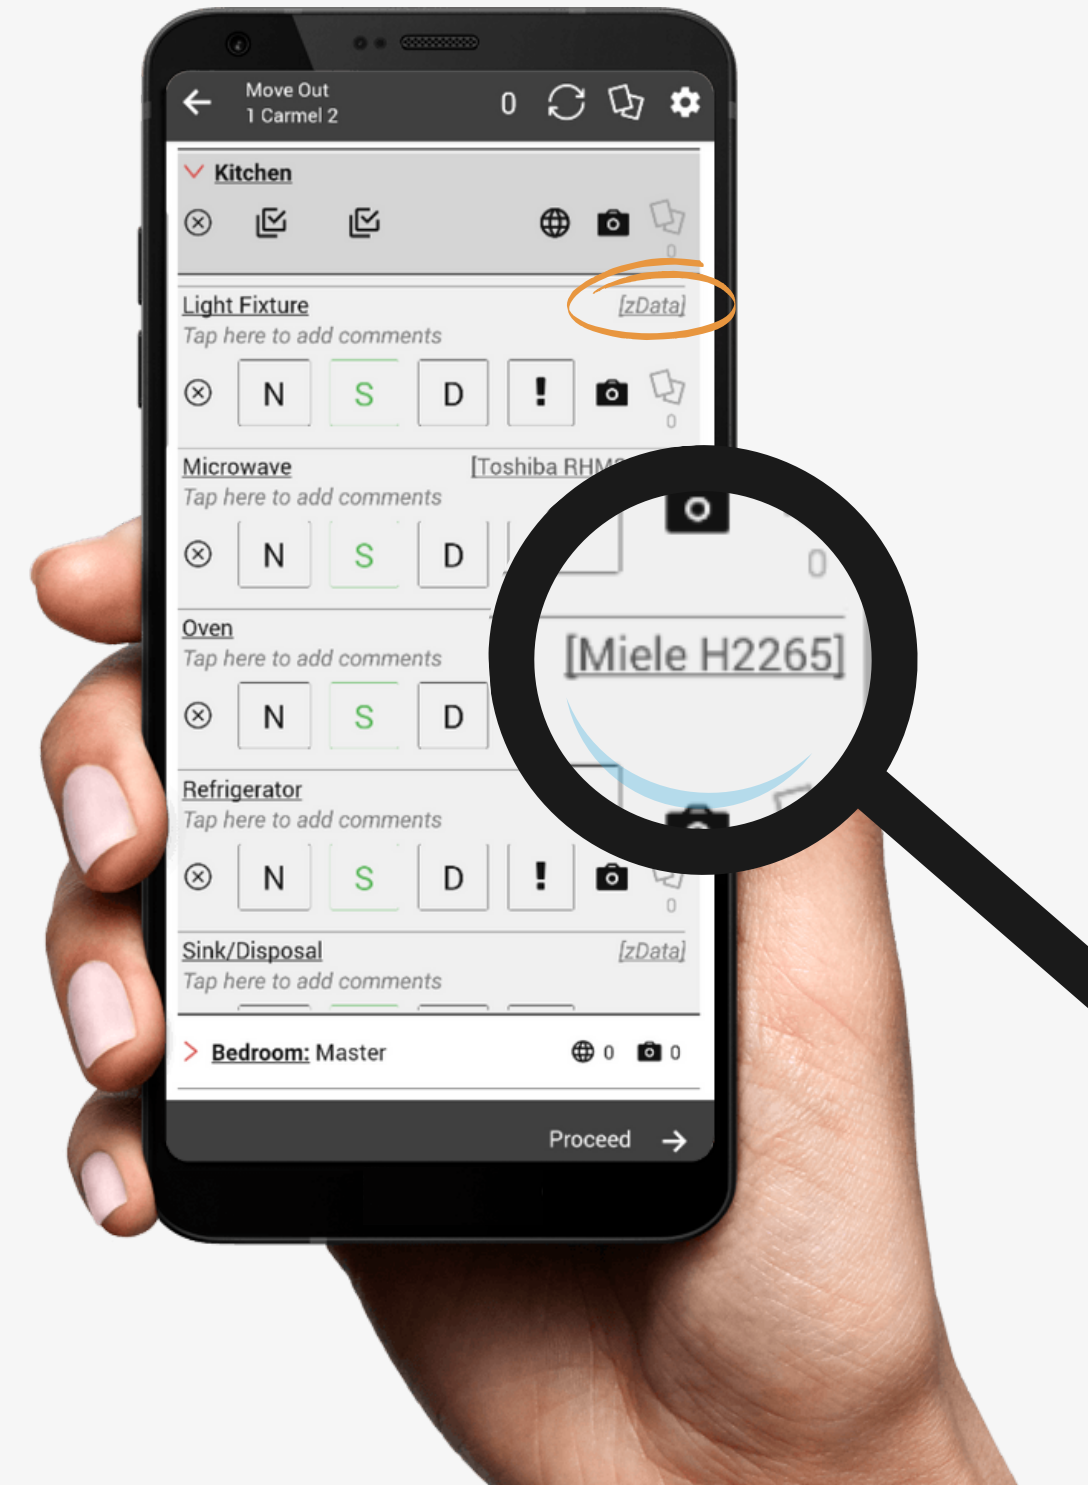 Move Out
1 Carmel 2
0
Kitchen
0
Light Fixture [zData]
Tap here to add comments
N S D !
0
Microwave [Toshiba
Tap here to add comments
N S D
0
Oven [Miele H2265]
Tap here to add comments
N S D
Refrigerator
Tap here to add comments
N S D !
0
Sink/Disposal [zData]
Tap here to add comments
Bedroom: Master 0 0
Proceed